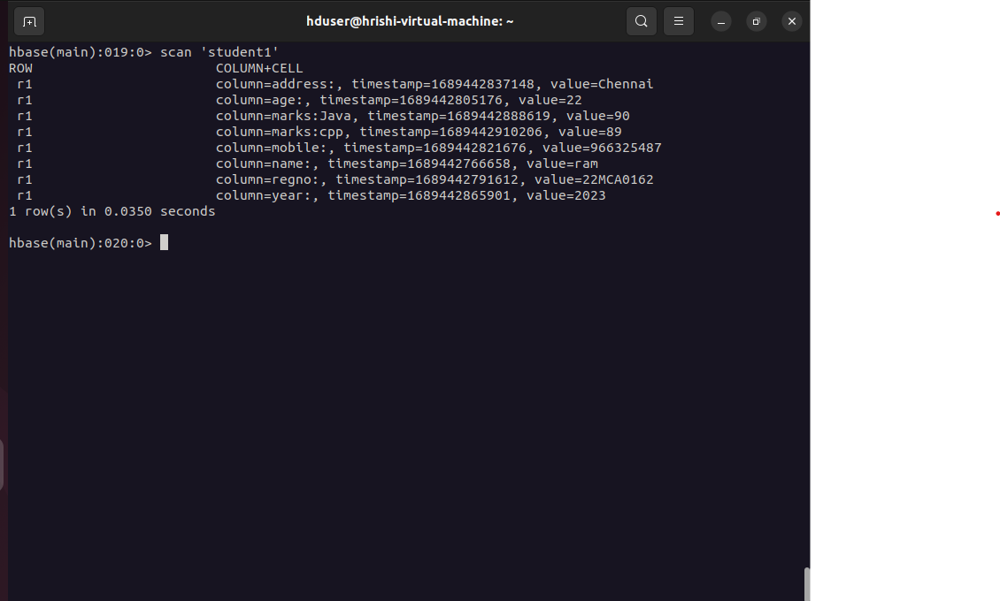 hduser@hrishi-virtual-machine: ~
hbase(main):019:0> scan 'student1'
ROW                       COLUMN+CELL
 r1                       column=address:, timestamp=1689442837148, value=Chennai
 r1                       column=age:, timestamp=1689442805176, value=22
 r1                       column=marks:Java, timestamp=1689442888619, value=90
 r1                       column=marks:cpp, timestamp=1689442910206, value=89
 r1                       column=mobile:, timestamp=1689442821676, value=966325487
 r1                       column=name:, timestamp=1689442766658, value=ram
 r1                       column=regno:, timestamp=1689442791612, value=22MCA0162
 r1                       column=year:, timestamp=1689442865901, value=2023
1 row(s) in 0.0350 seconds
hbase(main):020:0>